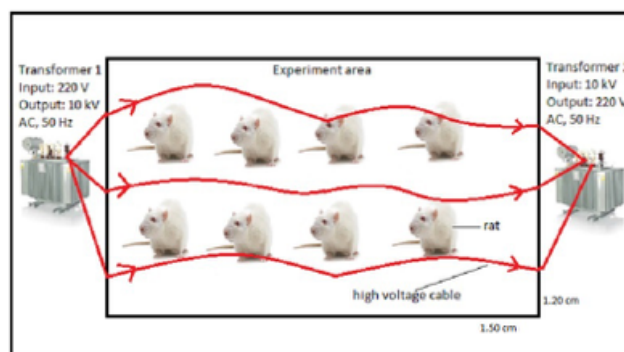 Transformer 1
Input: 220 V
Output: 10 kV
AC, 50 Hz
Experiment area
Transformer
Input: 10 kV
Output: 220 V
AC, 50 Hz
rat
high voltage cable
1.20 cm
1.50 cm